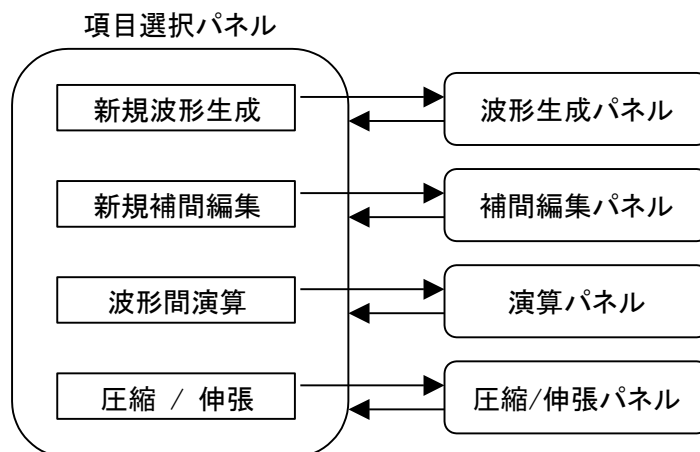 項目選択パネル
新規波形生成
波形生成パネル
新規補間編集
補間編集パネル
波形間演算
演算パネル
圧縮 / 伸張
圧縮/伸張パネル